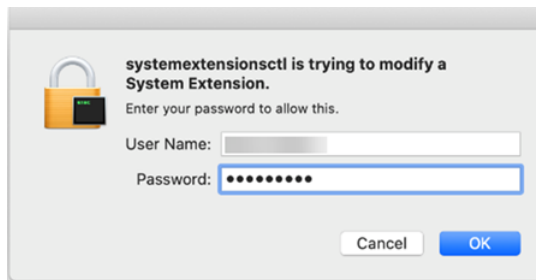 systemextensionsctl is trying to modify a
System Extension.
Enter your password to allow this.
User Name:
Password: •••••••••
Cancel OK